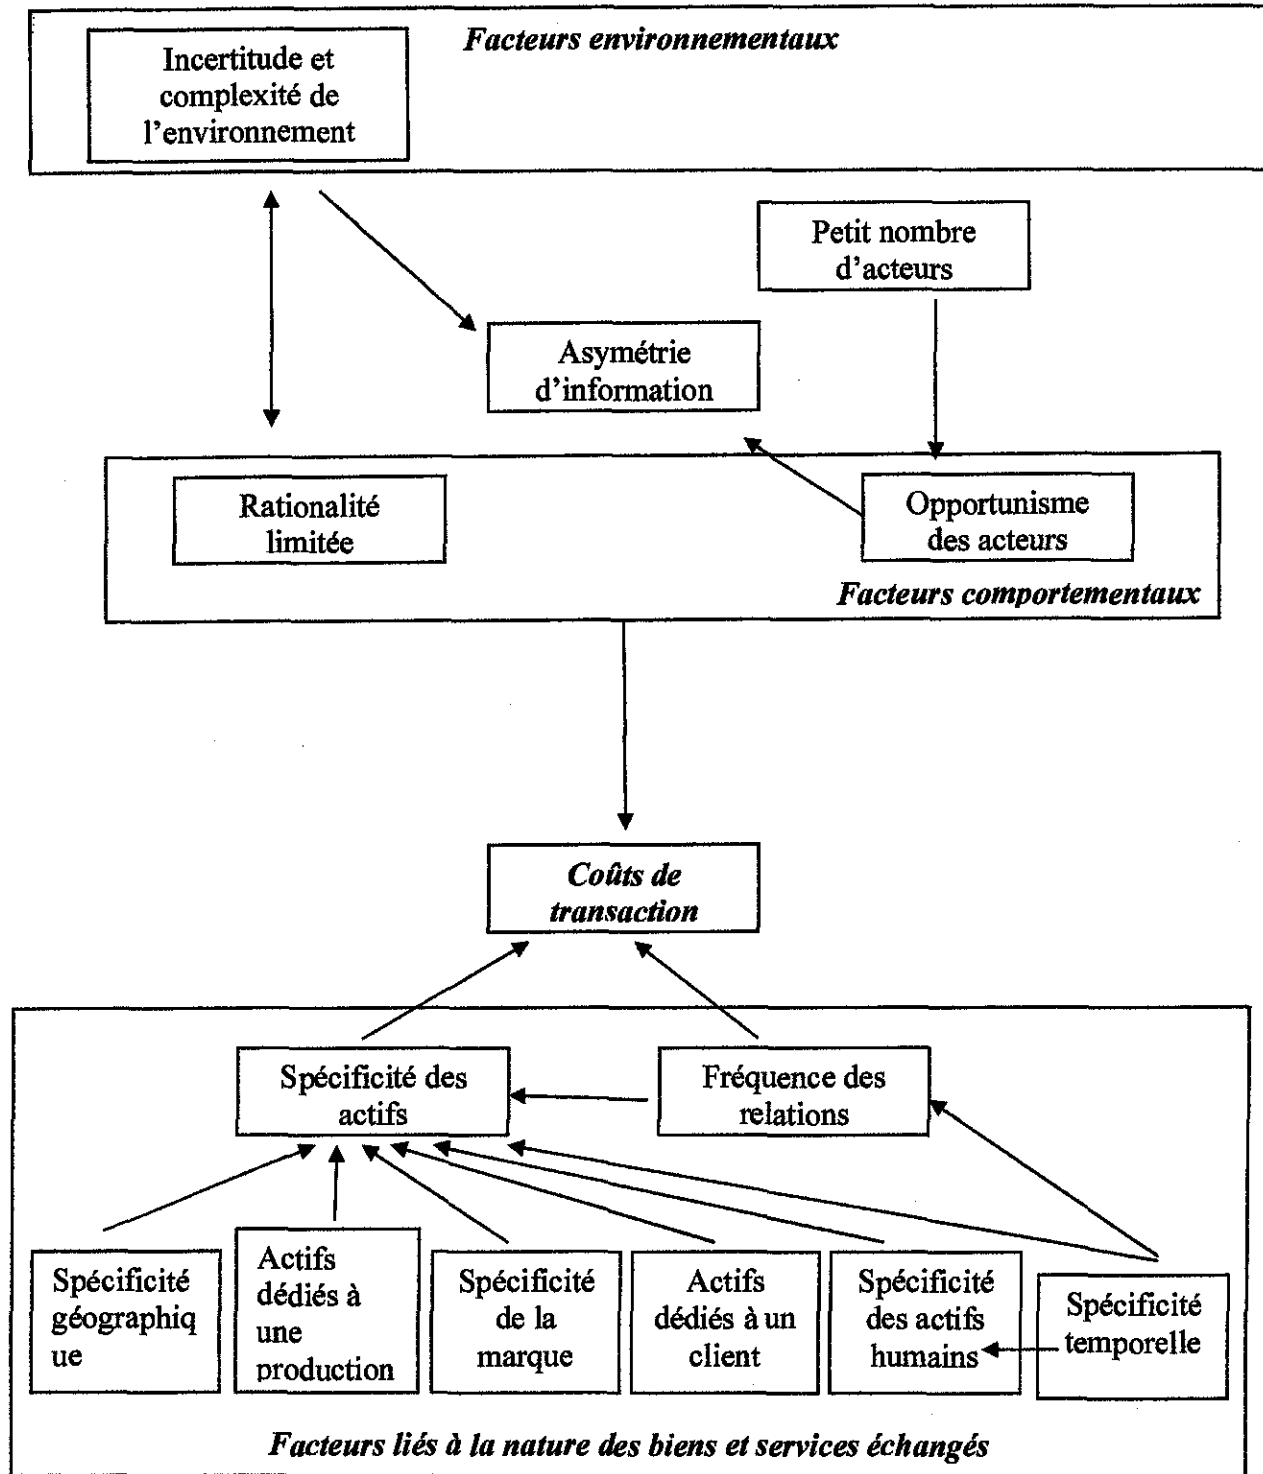 Facteurs environnementaux
Incertitude et
complexité de
l'environnement
Petit nombre
d'acteurs
Asymétrie
d'information
Rationalité
limitée
Opportunisme
des acteurs
Facteurs comportementaux
Coûts de
transaction
Spécificité des
actifs
Fréquence des
relations
Spécificité
géographiq
ue
Actifs
dédiés à
une
production
Spécificité
de la
marque
Actifs
dédiés à un
client
Spécificité
des actifs
humains
Spécificité
temporelle
Facteurs liés à la nature des biens et services échangés